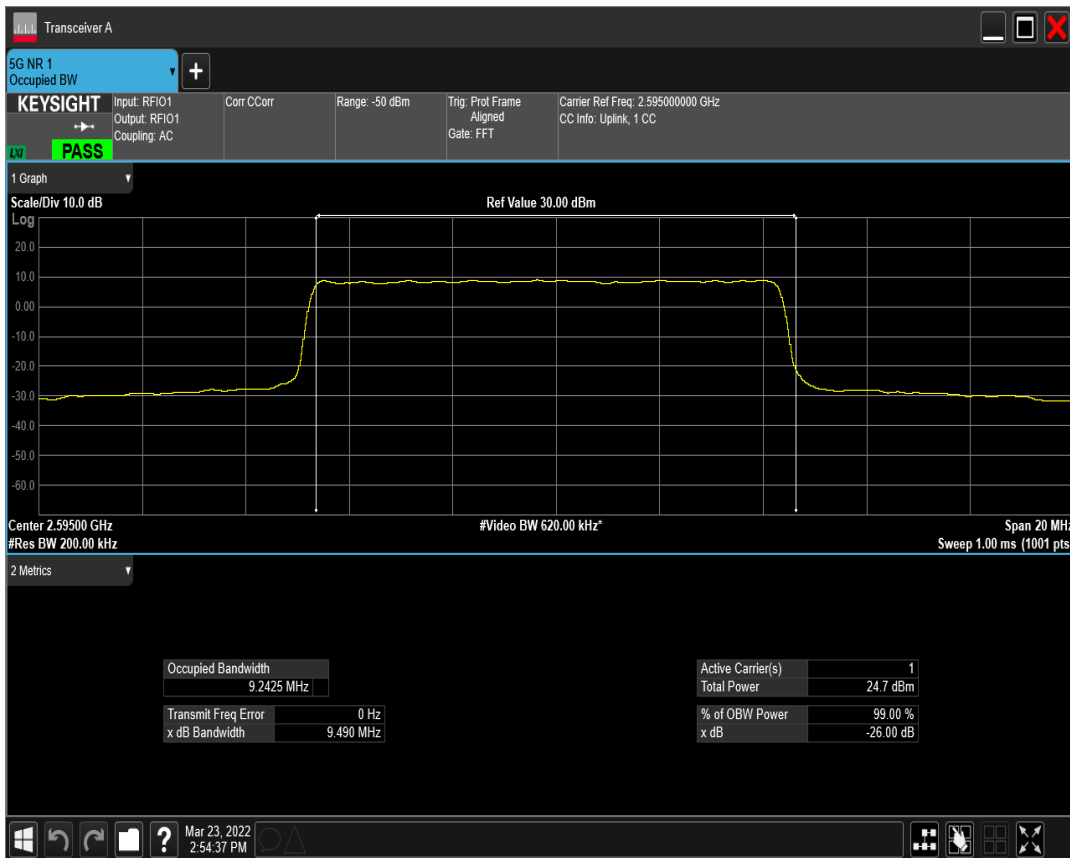 Transceiver A
5G NR 1
Occupied BW
+
KEYSIGHT
LXI
PASS
Input: RFIO1
Output: RFIO1
Coupling: AC
Corr CCorr
Range: -50 dBm
Trig: Prot Frame
Aligned
Gate: FFT
Carrier Ref Freq: 2.595000000 GHz
CC Info: Uplink, 1 CC
1 Graph
Scale/Div 10.0 dB
Ref Value 30.00 dBm
Log
20.0
10.0
0.00
-10.0
-20.0
-30.0
-40.0
-50.0
-60.0
Center 2.59500 GHz
#Video BW 620.00 kHz*
Span 20 MHz
#Res BW 200.00 kHz
Sweep 1.00 ms (1001 pts
2 Metrics
Occupied Bandwidth
9.2425 MHz
Transmit Freq Error 0 Hz
x dB Bandwidth 9.490 MHz
Active Carrier(s) 1
Total Power 24.7 dBm
% of OBW Power 99.00 %
x dB -26.00 dB
?
Mar 23, 2022
2:54:37 PM